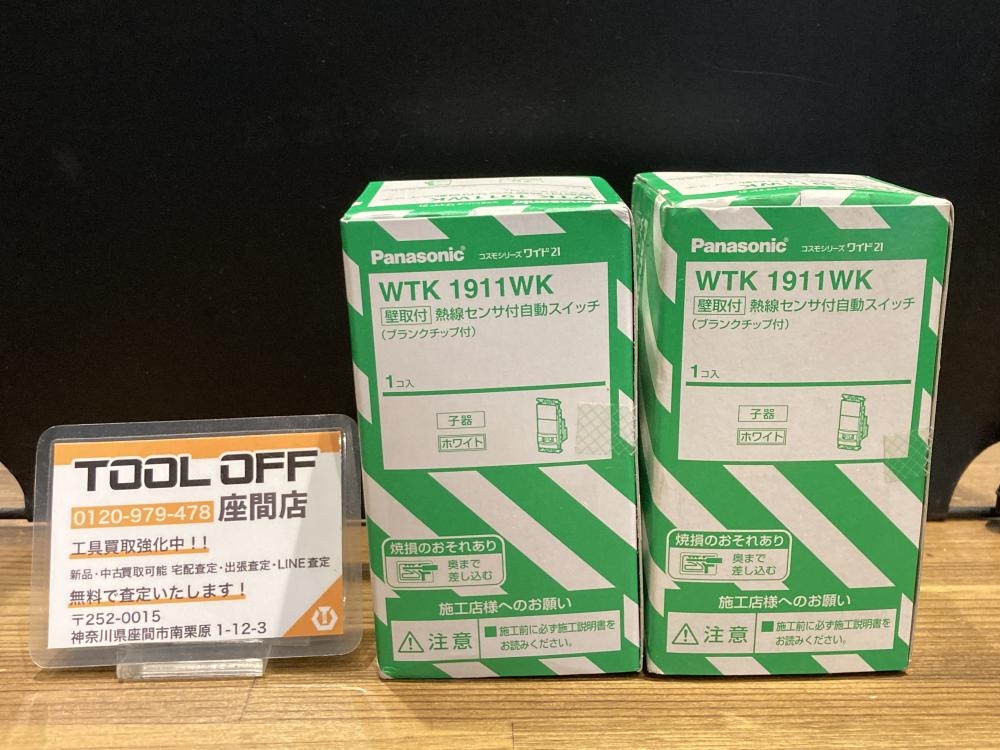 TOOL OFF
0120-979-478 座間店
工具買取強化中!!
新品・中古買取可能 宅配査定・出張査定・LINE査定
無料で査定いたします!
〒252-0015
神奈川県座間市南栗原1-12-3
WTK 1911WK
Panasonic コスモシリーズ ワイド21
WTK 1911WK
壁取付 熱線センサ付自動スイッチ
(ブランクチップ付)
1コ入
子器
ホワイト
焼損のおそれあり
奥まで
差し込む
施工店様へのお願い
注意 ■施工前に必ず施工説明書を
お読みください。
Panasonic コスモシリーズ ワイド21
WTK 1911WK
壁取付 熱線センサ付自動スイッチ
(ブランクチップ付)
1コ入
子器
ホワイト
焼損のおそれあり
奥まで
差し込む
施工店様へのお願い
注意 ■施工前に必ず施工説明書を
お読みください。